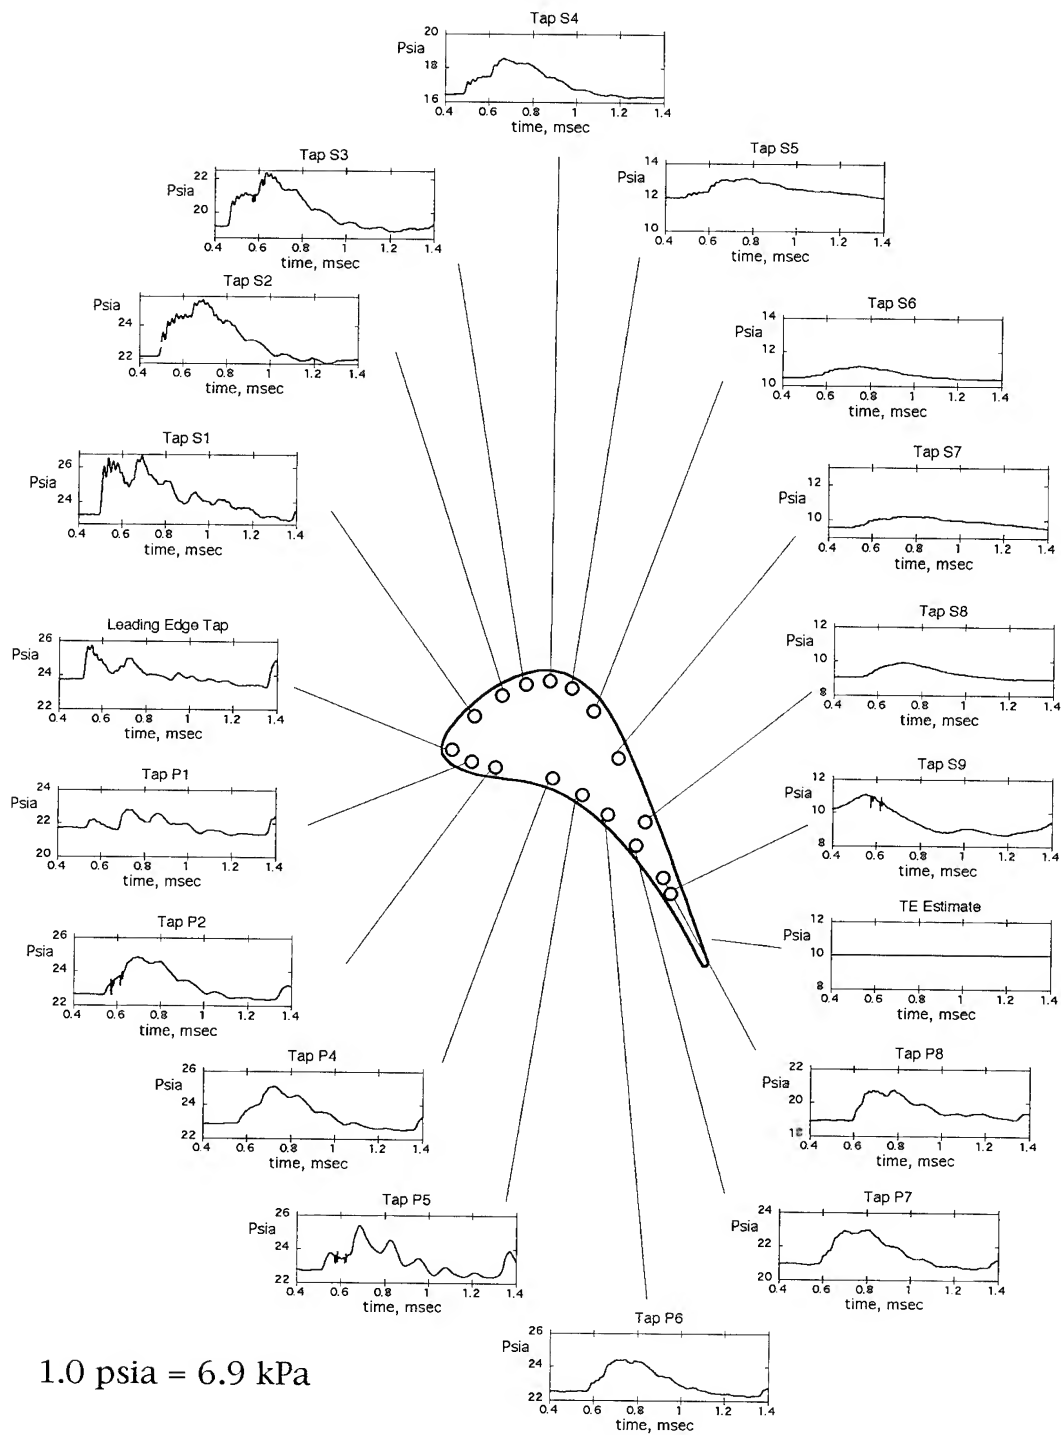 Tap S4
Psia
20
18
16
0.4 0.6 0.8 1 1.2 1.4
time, msec
Tap S3
Psia
22
20
0.4 0.6 0.8 1 1.2 1.4
time, msec
Tap S5
Psia
14
12
10
0.4 0.6 0.8 1 1.2 1.4
time, msec
Tap S2
Psia
24
22
0.4 0.6 0.8 1 1.2 1.4
time, msec
Tap S6
Psia
14
12
10
0.4 0.6 0.8 1 1.2 1.4
time, msec
Tap S1
Psia
26
24
0.4 0.6 0.8 1 1.2 1.4
time, msec
Tap S7
Psia
12
10
0.4 0.6 0.8 1 1.2 1.4
time, msec
Leading Edge Tap
Psia
26
24
22
0.4 0.6 0.8 1 1.2 1.4
time, msec
Tap S8
Psia
12
10
8
0.4 0.6 0.8 1 1.2 1.4
time, msec
Tap P1
Psia
24
22
20
0.4 0.6 0.8 1 1.2 1.4
time, msec
Tap S9
Psia
12
10
8
0.4 0.6 0.8 1 1.2 1.4
time, msec
Tap P2
Psia
26
24
22
0.4 0.6 0.8 1 1.2 1.4
time, msec
TE Estimate
Psia
12
10
8
0.4 0.6 0.8 1 1.2 1.4
time, msec
Tap P4
Psia
26
24
22
0.4 0.6 0.8 1 1.2 1.4
time, msec
Tap P8
Psia
22
20
18
0.4 0.6 0.8 1 1.2 1.4
time, msec
Tap P5
Psia
26
24
22
0.4 0.6 0.8 1 1.2 1.4
time, msec
Tap P7
Psia
24
22
20
0.4 0.6 0.8 1 1.2 1.4
time, msec
Tap P6
Psia
26
24
22
0.4 0.6 0.8 1 1.2 1.4
time, msec
1.0 psia = 6.9 kPa